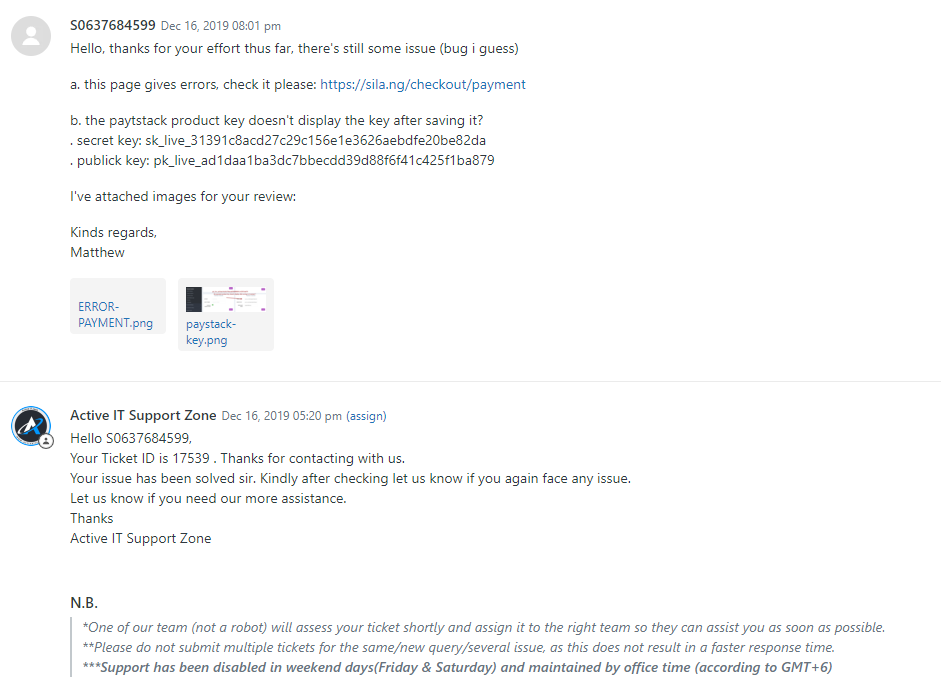 S0637684599 Dec 16, 2019 08:01 pm
Hello, thanks for your effort thus far, there's still some issue (bug i guess)
a. this page gives errors, check it please: https://sila.ng/checkout/payment
b. the paytstack product key doesn't display the key after saving it?
. secret key: sk_live_31391c8acd27c29c156e1e3626aebdfe20be82da
. publick key: pk_live_ad1daa1ba3dc7bbecdd39d88f6f41c425f1ba879
I've attached images for your review:
Kinds regards,
Matthew
ERROR-
PAYMENT.png
paystack-
key.png
Active IT Support Zone Dec 16, 2019 05:20 pm (assign)
Hello S0637684599,
Your Ticket ID is 17539 . Thanks for contacting with us.
Your issue has been solved sir. Kindly after checking let us know if you again face any issue.
Let us know if you need our more assistance.
Thanks
Active IT Support Zone
N.B.
*One of our team (not a robot) will assess your ticket shortly and assign it to the right team so they can assist you as soon as possible.
**Please do not submit multiple tickets for the same/new query/several issue, as this does not result in a faster response time.
***Support has been disabled in weekend days(Friday & Saturday) and maintained by office time (according to GMT+6)